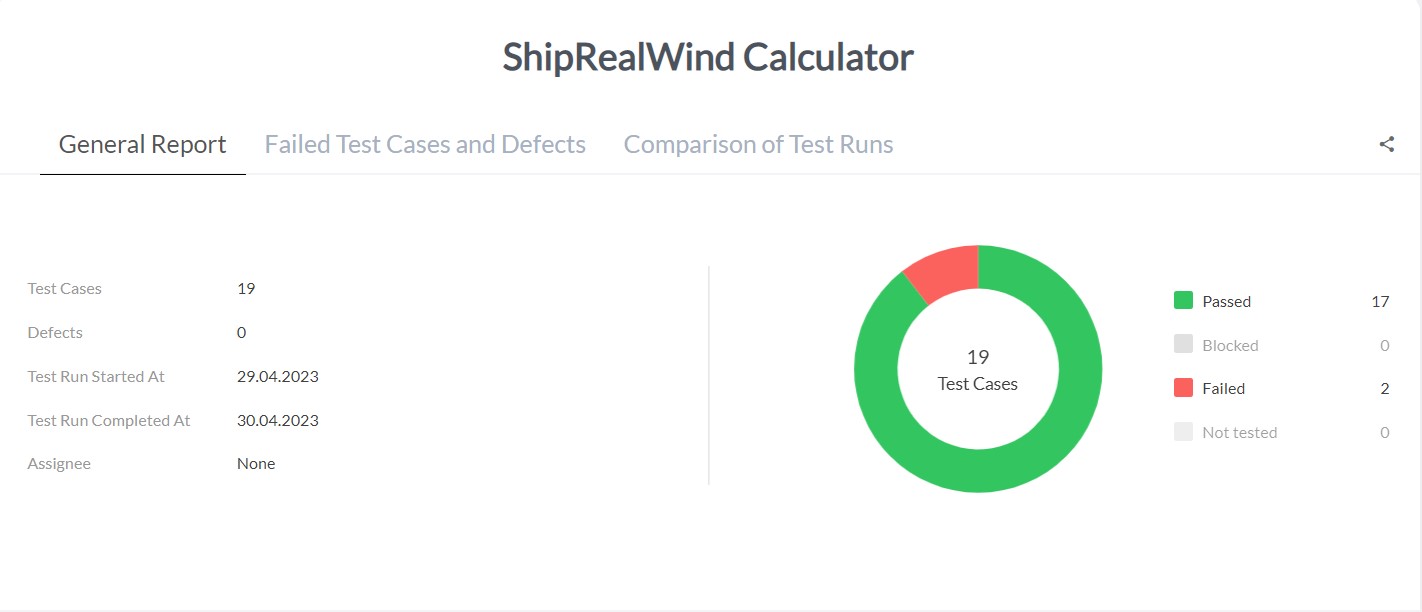 ShipRealWind Calculator
General Report Failed Test Cases and Defects Comparison of Test Runs
Test Cases 19
Defects 0
Test Run Started At 29.04.2023
Test Run Completed At 30.04.2023
Assignee None
19
Test Cases
Passed 17
Blocked 0
Failed 2
Not tested 0